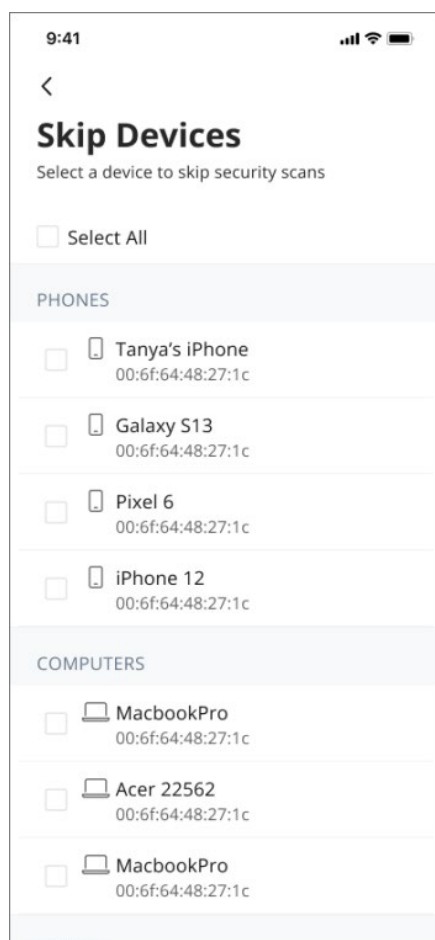 9:41
Skip Devices
Select a device to skip security scans
Select All
PHONES
Tanya’s iPhone
00:6f:64:48:27:1c
Galaxy S13
00:6f:64:48:27:1c
Pixel 6
00:6f:64:48:27:1c
iPhone 12
00:6f:64:48:27:1c
COMPUTERS
MacbookPro
00:6f:64:48:27:1c
Acer 22562
00:6f:64:48:27:1c
MacbookPro
00:6f:64:48:27:1c